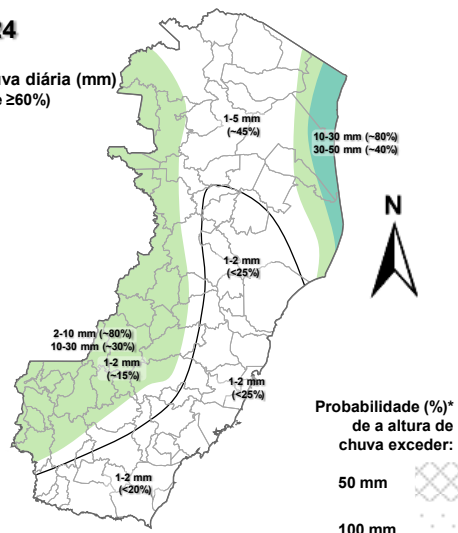 24
uva diária (mm)
e ≥60%)
1-5 mm
(~45%)
10-30 mm (~80%)
30-50 mm (~40%)
N
1-2 mm
(<25%)
2-10 mm (~80%)
10-30 mm (~30%)
1-2 mm
(~15%)
1-2 mm
(<25%)
Probabilidade (%)*
de a altura de
chuva exceder:
1-2 mm
(<20%)
50 mm
100 mm